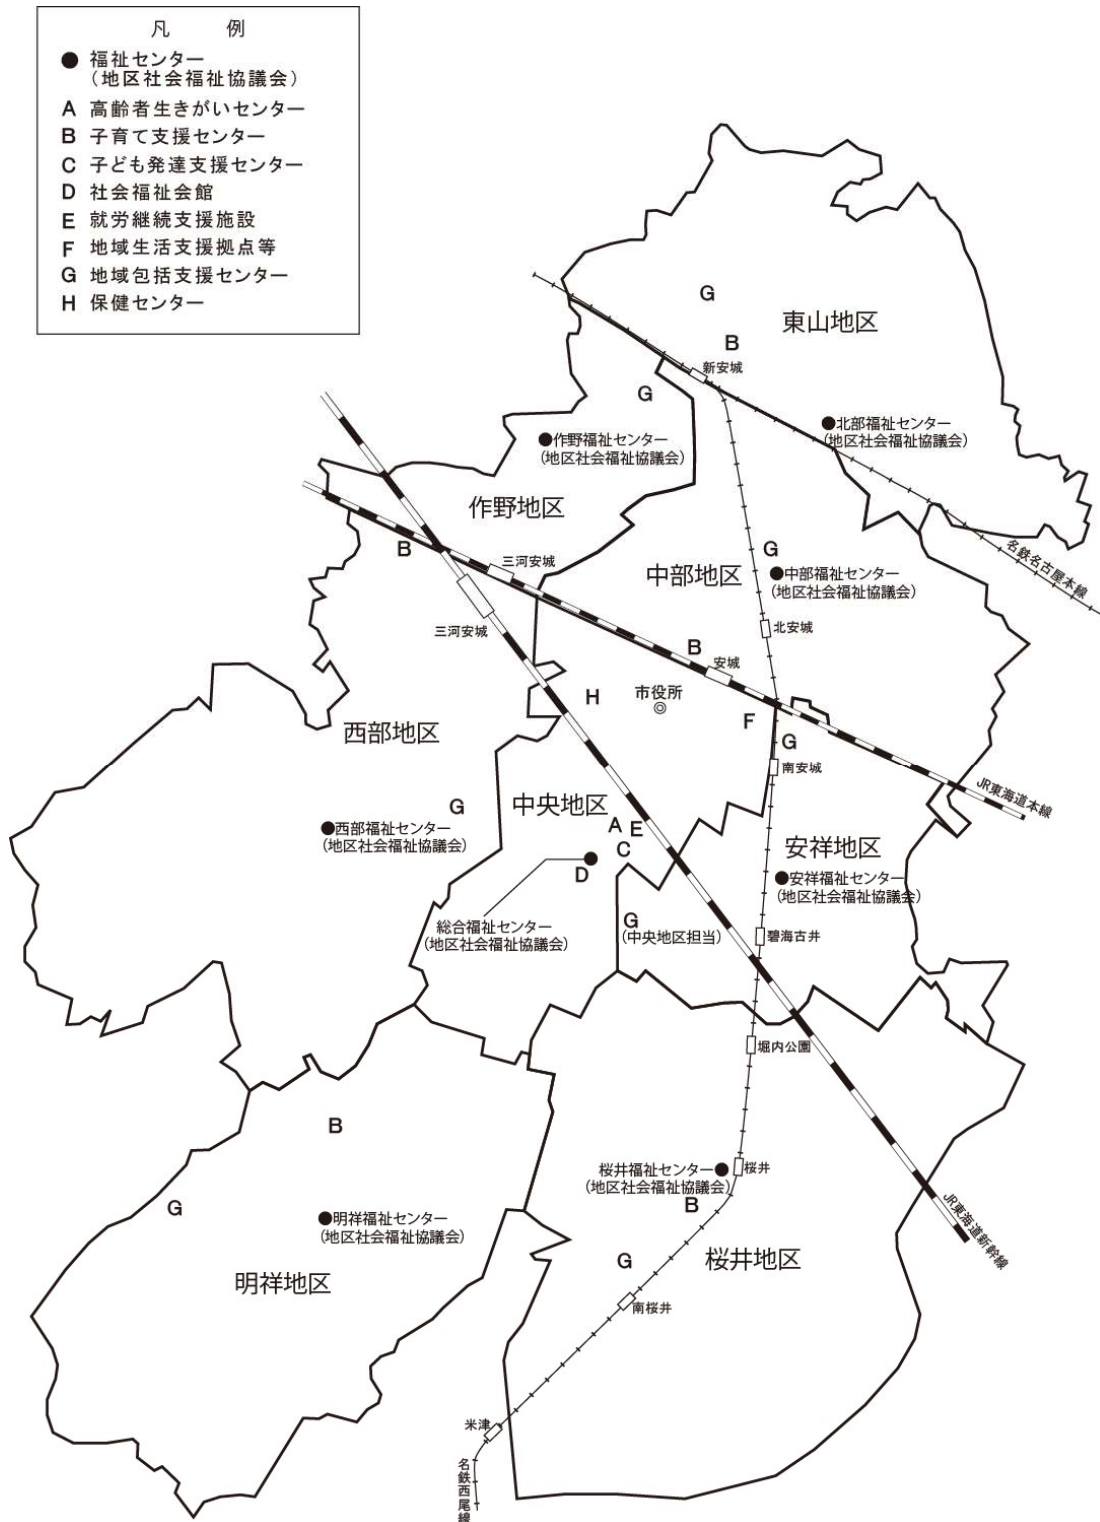 凡 例
● 福祉センター
（地区社会福祉協議会）
A 高齢者生きがいセンター
B 子育て支援センター
C 子ども発達支援センター
D 社会福祉会館
E 就労継続支援施設
F 地域生活支援拠点等
G 地域包括支援センター
H 保健センター
G
東山地区
B
新安城
G
●北部福祉センター
(地区社会福祉協議会)
●作野福祉センター
(地区社会福祉協議会)
作野地区
名鉄名古屋本線
B
三河安城
G
中部地区
●中部福祉センター
(地区社会福祉協議会)
三河安城
北安城
B
安城
H
市役所
◎
F
G
西部地区
南安城
JR東海道本線
G
中央地区
A E
C
●西部福祉センター
(地区社会福祉協議会)
安祥地区
●
D
●安祥福祉センター
(地区社会福祉協議会)
総合福祉センター
(地区社会福祉協議会)
G
(中央地区担当)
碧海古井
堀内公園
B
桜井福祉センター●
(地区社会福祉協議会)
桜井
B
G
●明祥福祉センター
(地区社会福祉協議会)
JR東海道新幹線
明祥地区
G
桜井地区
南桜井
米津
名鉄西尾線